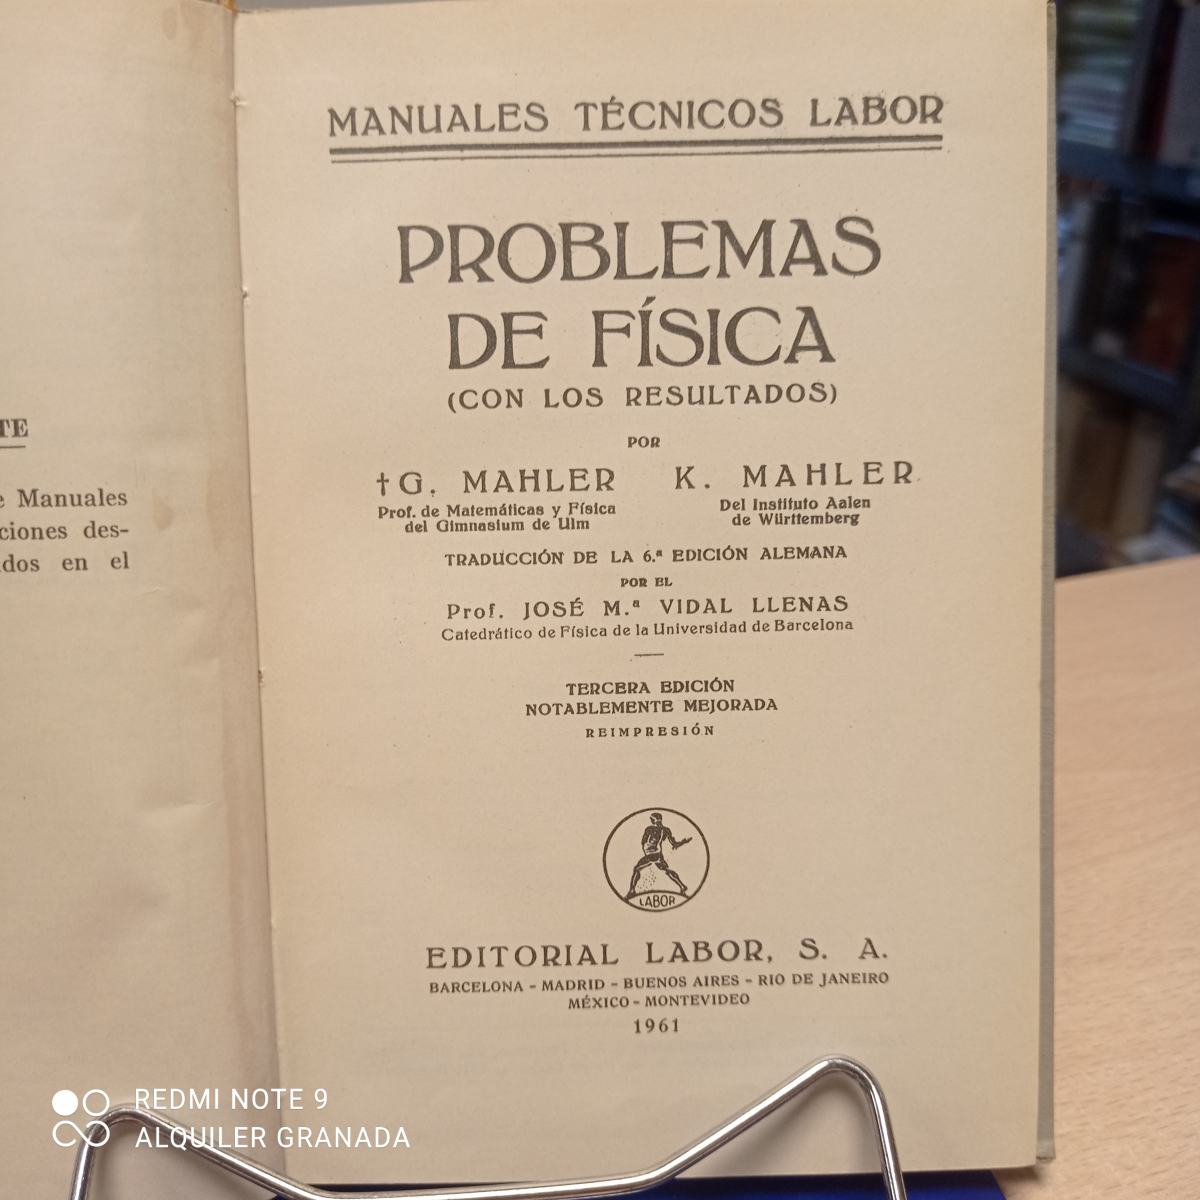 TE
Manuales
ciones des-
dos en el
MANUALES TÉCNICOS LABOR
PROBLEMAS
DE FÍSICA
(CON LOS RESULTADOS)
POR
†G. MAHLER K. MAHLER
Prof. de Matemáticas y Física Del Instituto Aalen
del Gimnasium de Ulm de Württemberg
TRADUCCIÓN DE LA 6.ª EDICIÓN ALEMANA
POR EL
Prof. JOSÉ M.ª VIDAL LLENAS
Catedrático de Física de la Universidad de Barcelona
TERCERA EDICIÓN
NOTABLEMENTE MEJORADA
REIMPRESIÓN
LABOR
EDITORIAL LABOR, S. A.
BARCELONA - MADRID - BUENOS AIRES - RIO DE JANEIRO
MÉXICO - MONTEVIDEO
1961
REDMI NOTE 9
ALQUILER GRANADA